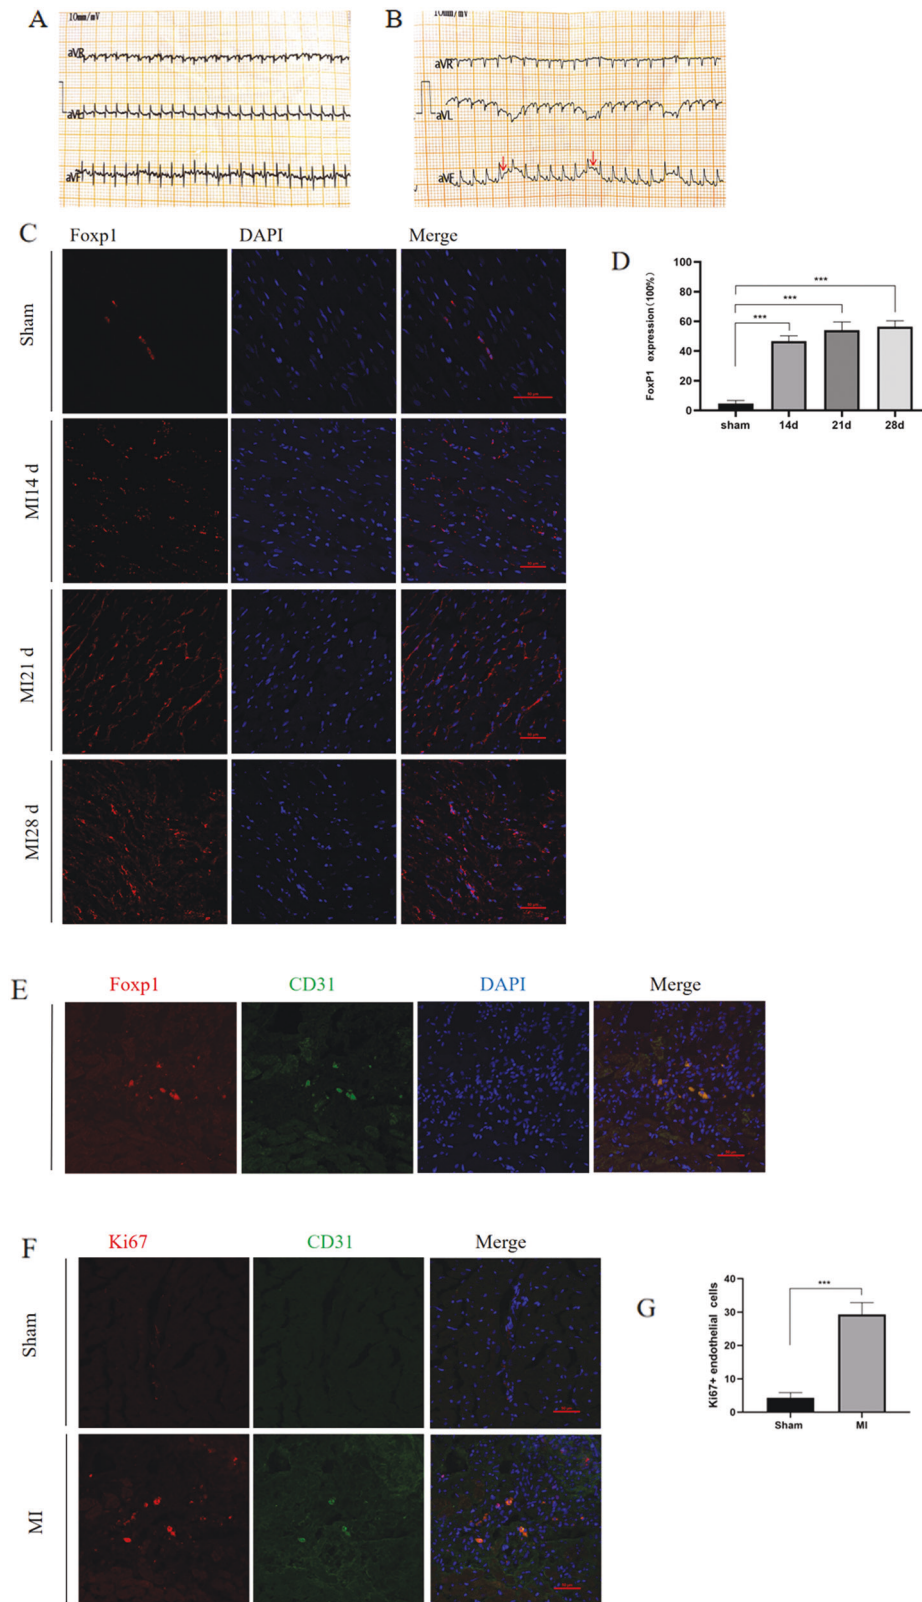 A
10mm/mV
aVR
aVL
aVF
B
10mm/mV
aVR
aVL
aVF
C
Foxp1
DAPI
Merge
Sham
MI14 d
MI21 d
MI28 d
D
FoxP1 expression(100%)
100
80
60
40
20
0
***
***
***
sham
14d
21d
28d
E
Foxp1
CD31
DAPI
Merge
F
Ki67
CD31
Merge
Sham
MI
G
Ki67+ endothelial cells
40
30
20
10
0
***
Sham
MI